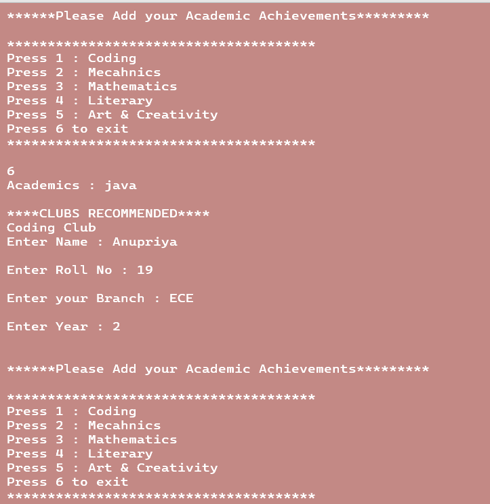 ******Please Add your Academic Achievements*********
**************************************
Press 1 : Coding
Press 2 : Mecahnics
Press 3 : Mathematics
Press 4 : Literary
Press 5 : Art & Creativity
Press 6 to exit
**************************************
6
Academics : java
****CLUBS RECOMMENDED****
Coding Club
Enter Name : Anupriya
Enter Roll No : 19
Enter your Branch : ECE
Enter Year : 2
******Please Add your Academic Achievements*********
**************************************
Press 1 : Coding
Press 2 : Mecahnics
Press 3 : Mathematics
Press 4 : Literary
Press 5 : Art & Creativity
Press 6 to exit
**************************************